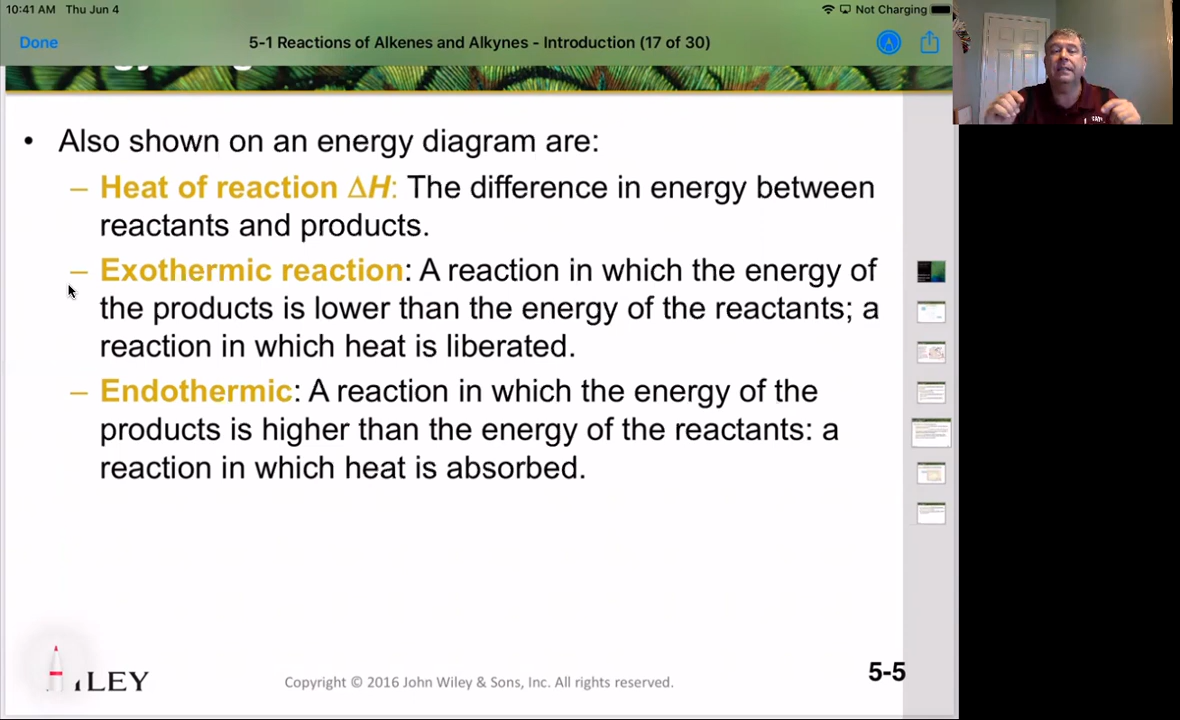 10:41 AM Thu Jun 4
Not Charging
Done
5-1 Reactions of Alkenes and Alkynes - Introduction (17 of 30)
• Also shown on an energy diagram are:
– Heat of reaction ΔH: The difference in energy between
reactants and products.
– Exothermic reaction: A reaction in which the energy of
the products is lower than the energy of the reactants; a
reaction in which heat is liberated.
– Endothermic: A reaction in which the energy of the
products is higher than the energy of the reactants: a
reaction in which heat is absorbed.
Copyright © 2016 John Wiley & Sons, Inc. All rights reserved.
5-5